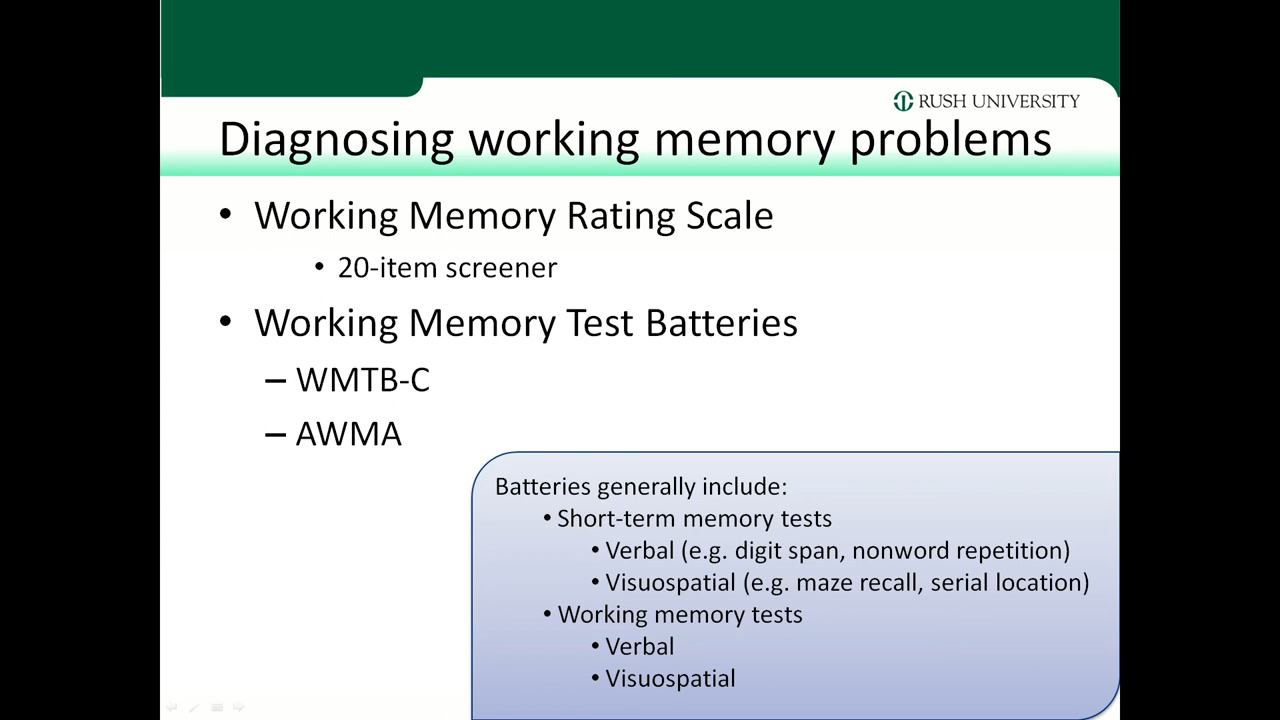 RUSH UNIVERSITY
Diagnosing working memory problems
• Working Memory Rating Scale
• 20-item screener
• Working Memory Test Batteries
– WMTB-C
– AWMA
Batteries generally include:
• Short-term memory tests
• Verbal (e.g. digit span, nonword repetition)
• Visuospatial (e.g. maze recall, serial location)
• Working memory tests
• Verbal
• Visuospatial